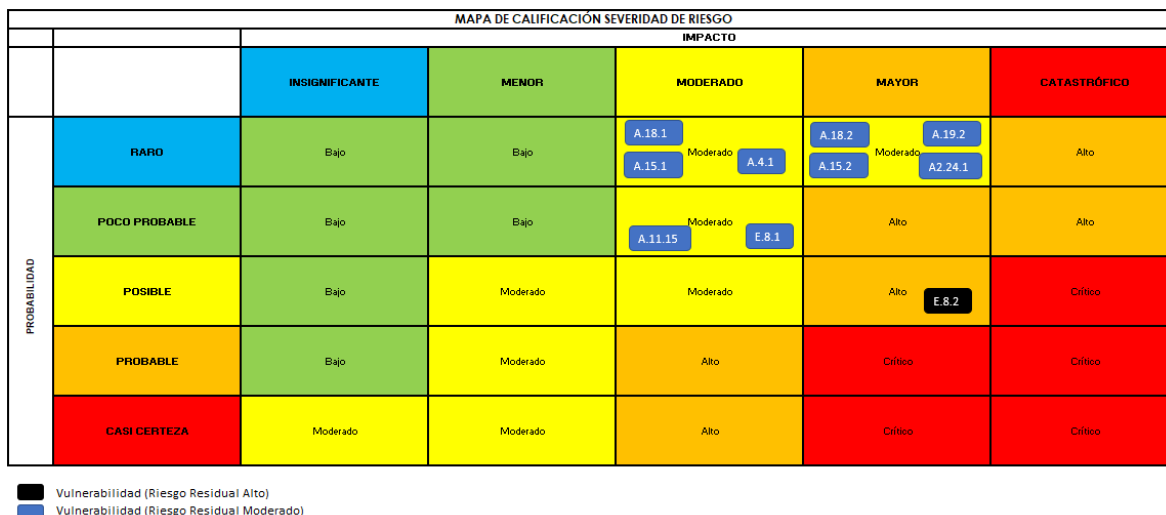 MAPA DE CALIFICACIÓN SEVERIDAD DE RIESGO
IMPACTO
INSIGNIFICANTE MENOR MODERADO MAYOR CATASTRÓFICO
PROBABILIDAD
RARO Bajo Bajo Moderado Moderado Alto
A.18.1 A.15.1 A.4.1
A.18.2 A.19.2 A.15.2 A2.24.1
POCO PROBABLE Bajo Bajo Moderado Alto Alto
A.11.15 E.8.1
POSIBLE Bajo Moderado Moderado Alto Crítico
E.8.2
PROBABLE Bajo Moderado Alto Crítico Crítico
CASI CERTEZA Moderado Moderado Alto Crítico Crítico
Vulnerabilidad (Riesgo Residual Alto)
Vulnerabilidad (Riesgo Residual Moderado)